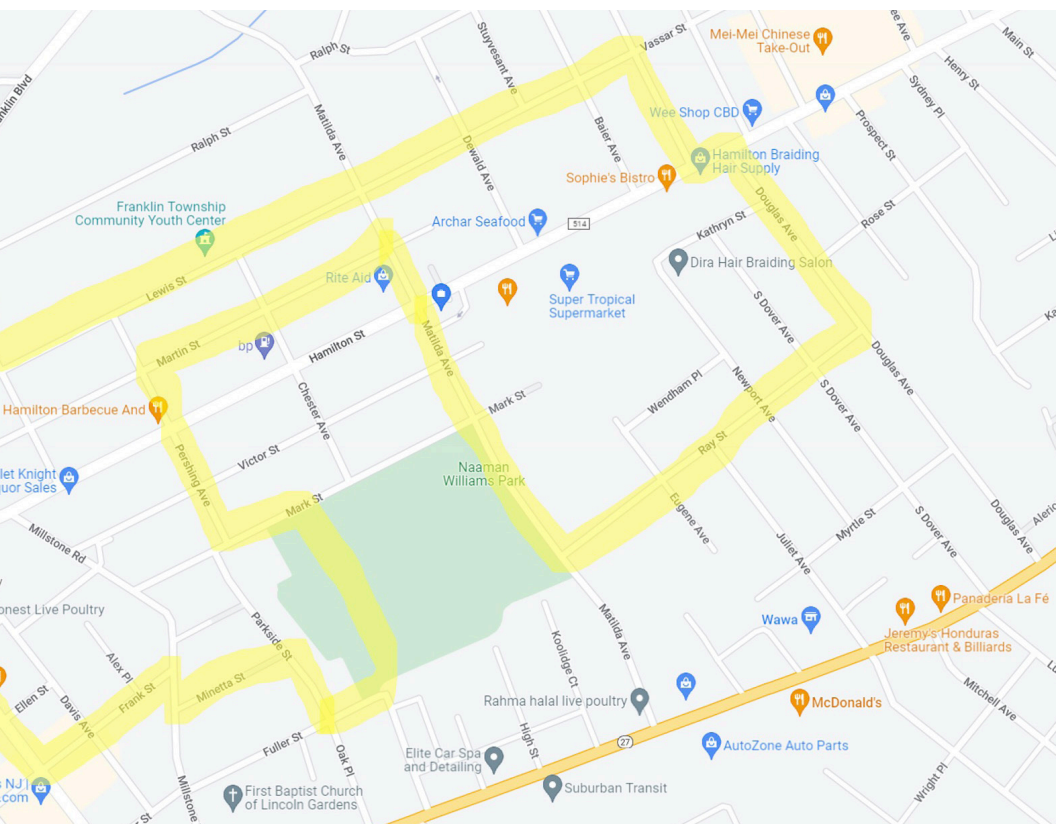 Vassar St
Mei-Mei Chinese
Take-Out
Main St
Ralph St
Stuyvesant Ave
Henry St
Sydney Pl
Wee Shop CBD
Matilda Ave
Ralph St
Baier Ave
Prospect St
Dewald Ave
Hamilton Braiding
Hair Supply
Sophie's Bistro
Franklin Township
Community Youth Center
Archar Seafood
514
Kathryn St
Douglas Ave
Rose St
Dira Hair Braiding Salon
Rite Aid
Lewis St
Super Tropical
Supermarket
S Dover Ave
bp
Martin St
Hamilton St
Matilda Ave
Douglas Ave
Hamilton Barbecue And
Chester Ave
Mark St
Wendham Pl
Newport Ave
S Dover Ave
Victor St
Pershing Ave
Ray St
Naaman
Williams Park
Mark St
Eugene Ave
Myrtle St
S Dover Ave
Douglas Ave
Millstone Rd
Juliet Ave
onest Live Poultry
Parkside St
Matilda Ave
Koolidge Ct
Wawa
Panadería La Fé
Jeremy's Honduras
Restaurant & Billiards
Alex Pl
Ellen St
Davis Ave
Frank St
Minetta St
Rahma halal live poultry
McDonald's
Mitchell Ave
Fuller St
Oak Pl
High St
27
AutoZone Auto Parts
Elite Car Spa
and Detailing
Suburban Transit
Wright Pl
Millstone
First Baptist Church
of Lincoln Gardens
s NJ |
.com